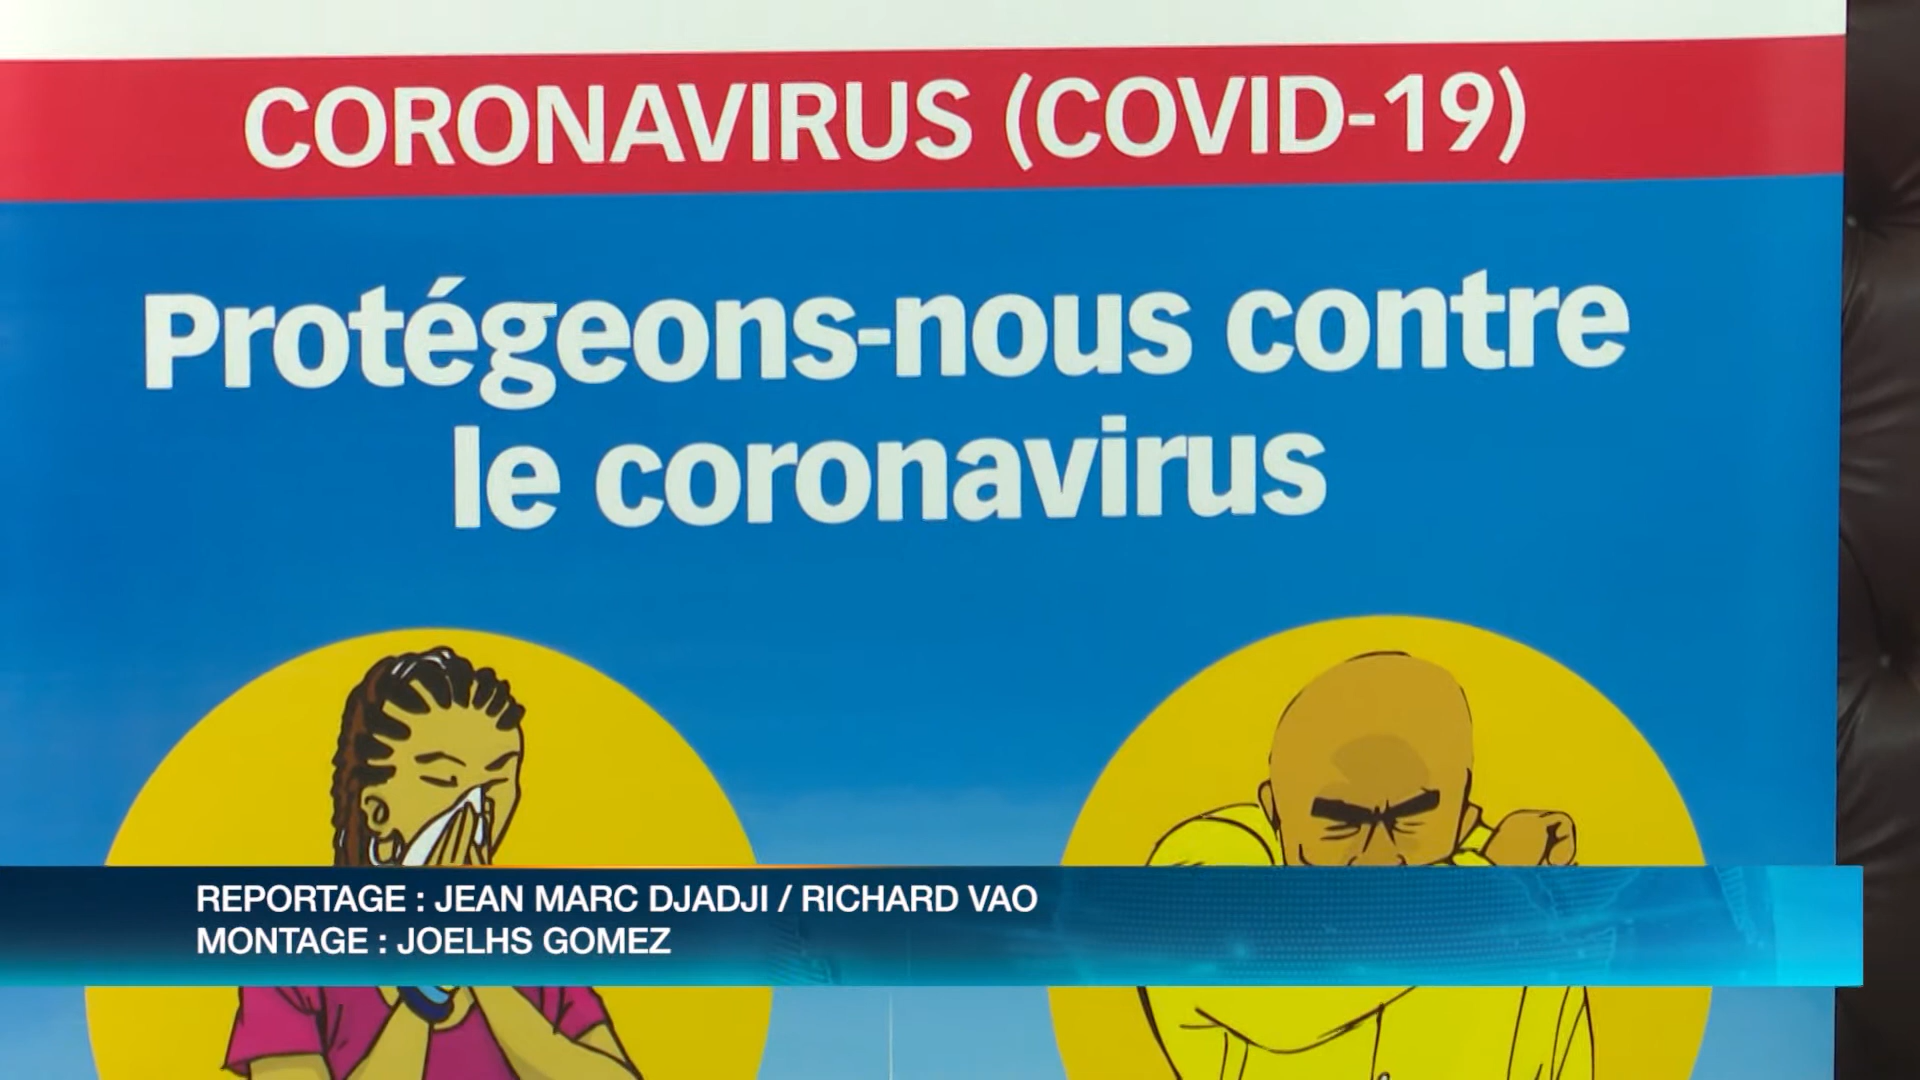 CORONAVIRUS (COVID-19)
Protégeons-nous contre
le coronavirus
REPORTAGE : JEAN MARC DJADJI / RICHARD VAO
MONTAGE : JOELHS GOMEZ